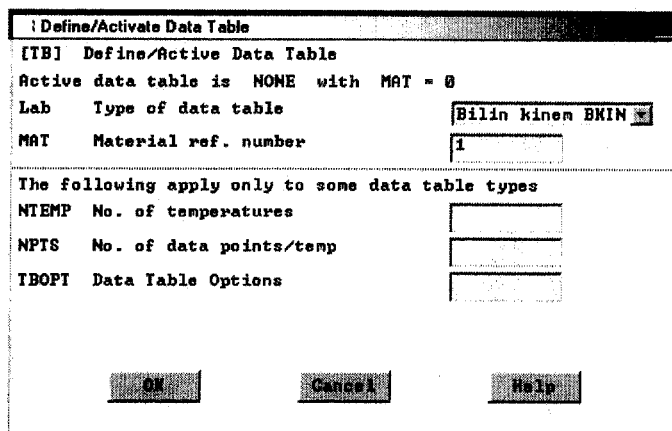 Define/Activate Data Table
[TB] Define/Active Data Table
Active data table is NONE with MAT = 0
Lab Type of data table Bilin kinem BKIN
MAT Material ref. number 1
The following apply only to some data table types
NTEMP No. of temperatures
NPTS No. of data points/temp
TBOPT Data Table Options
OK Cancel Help